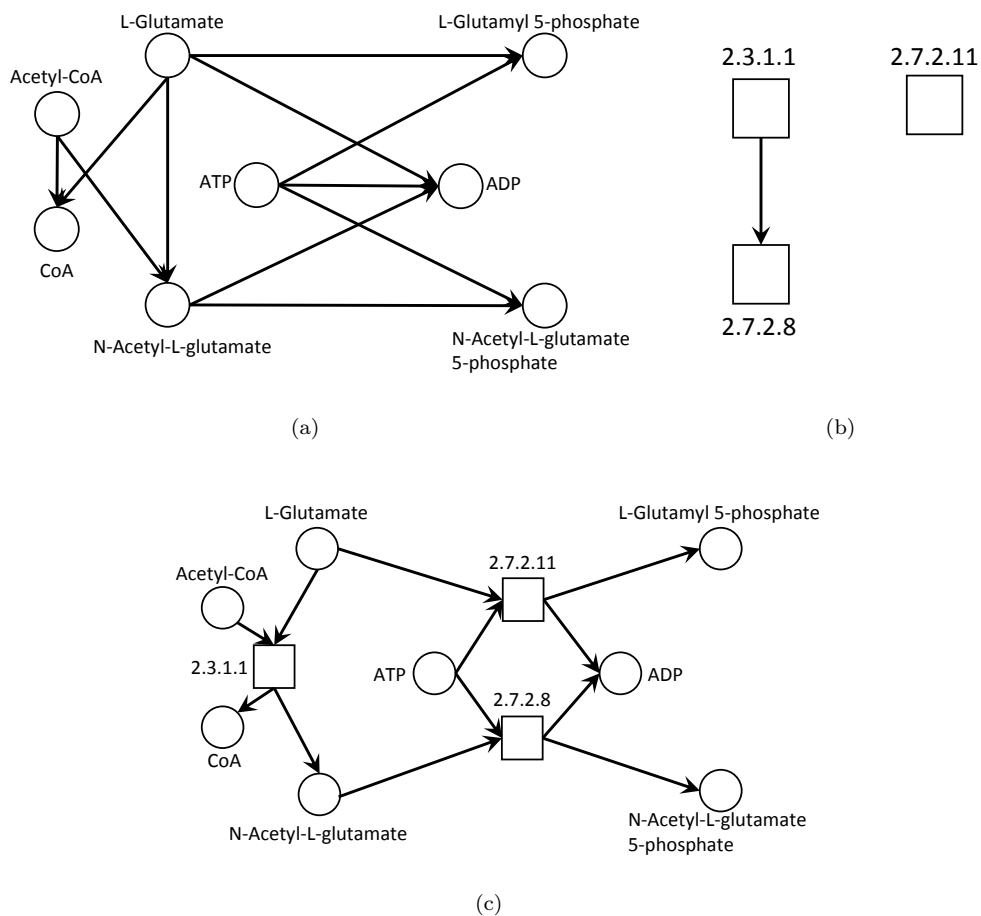 L-Glutamate
L-Glutamyl 5-phosphate
Acetyl-CoA
ATP
ADP
CoA
N-Acetyl-L-glutamate
N-Acetyl-L-glutamate
5-phosphate
(a)
2.3.1.1
2.7.2.11
2.7.2.8
(b)
L-Glutamate
L-Glutamyl 5-phosphate
2.7.2.11
Acetyl-CoA
2.3.1.1
ATP
ADP
2.7.2.8
CoA
N-Acetyl-L-glutamate
N-Acetyl-L-glutamate
5-phosphate
(c)